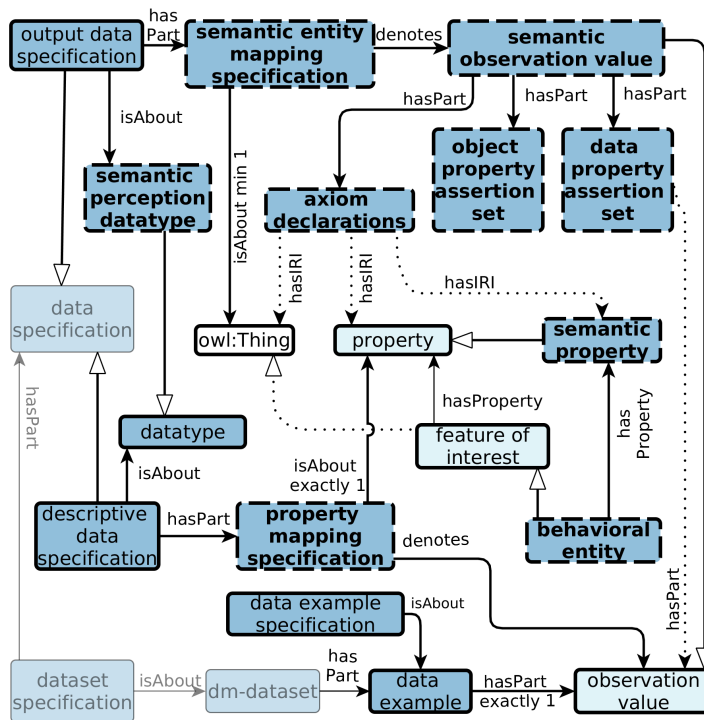 output data
specification
has
Part
semantic entity
mapping
specification
denotes
semantic
observation value
isAbout
hasPart
hasPart
hasPart
semantic
perception
datatype
isAbout min 1
axiom
declarations
object
property
assertion
set
data
property
assertion
set
hasIRI
hasIRI
hasIRI
data
specification
owl:Thing
property
semantic
property
hasPart
hasProperty
has
Property
datatype
feature of
interest
isAbout
isAbout
exactly 1
descriptive
data
specification
hasPart
property
mapping
specification
denotes
behavioral
entity
data example
specification
isAbout
hasPart
dataset
specification
isAbout
dm-dataset
has
Part
data
example
hasPart
exactly 1
observation
value